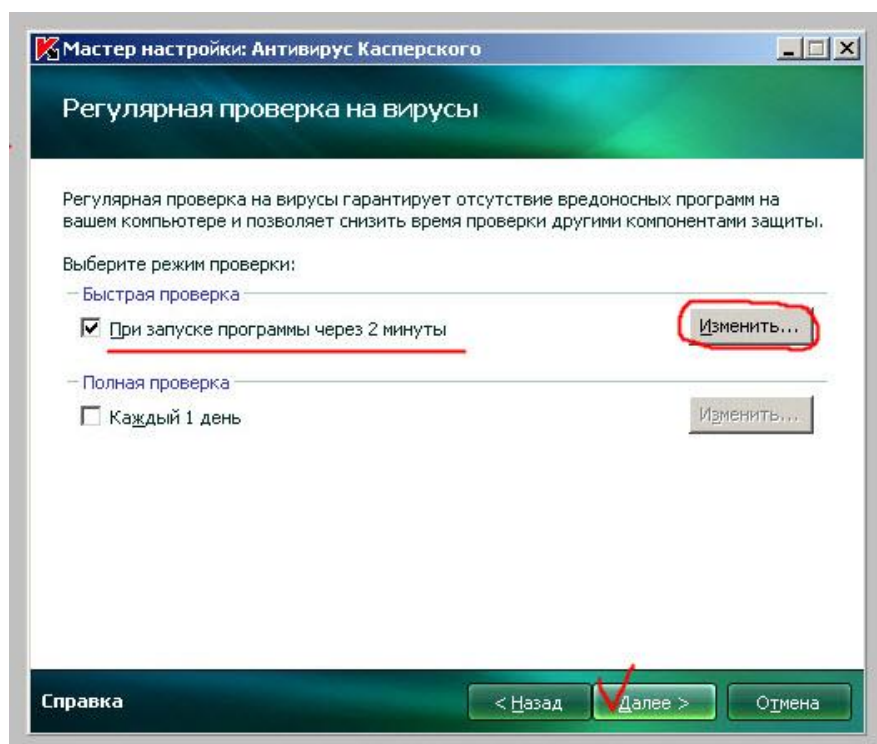 Мастер настройки: Антивирус Касперского
Регулярная проверка на вирусы
Регулярная проверка на вирусы гарантирует отсутствие вредоносных программ на
вашем компьютере и позволяет снизить время проверки другими компонентами защиты.
Выберите режим проверки:
Быстрая проверка
При запуске программы через 2 минуты
Изменить...
Полная проверка
Каждый 1 день
Изменить...
Справка
< Назад
Далее >
Отмена